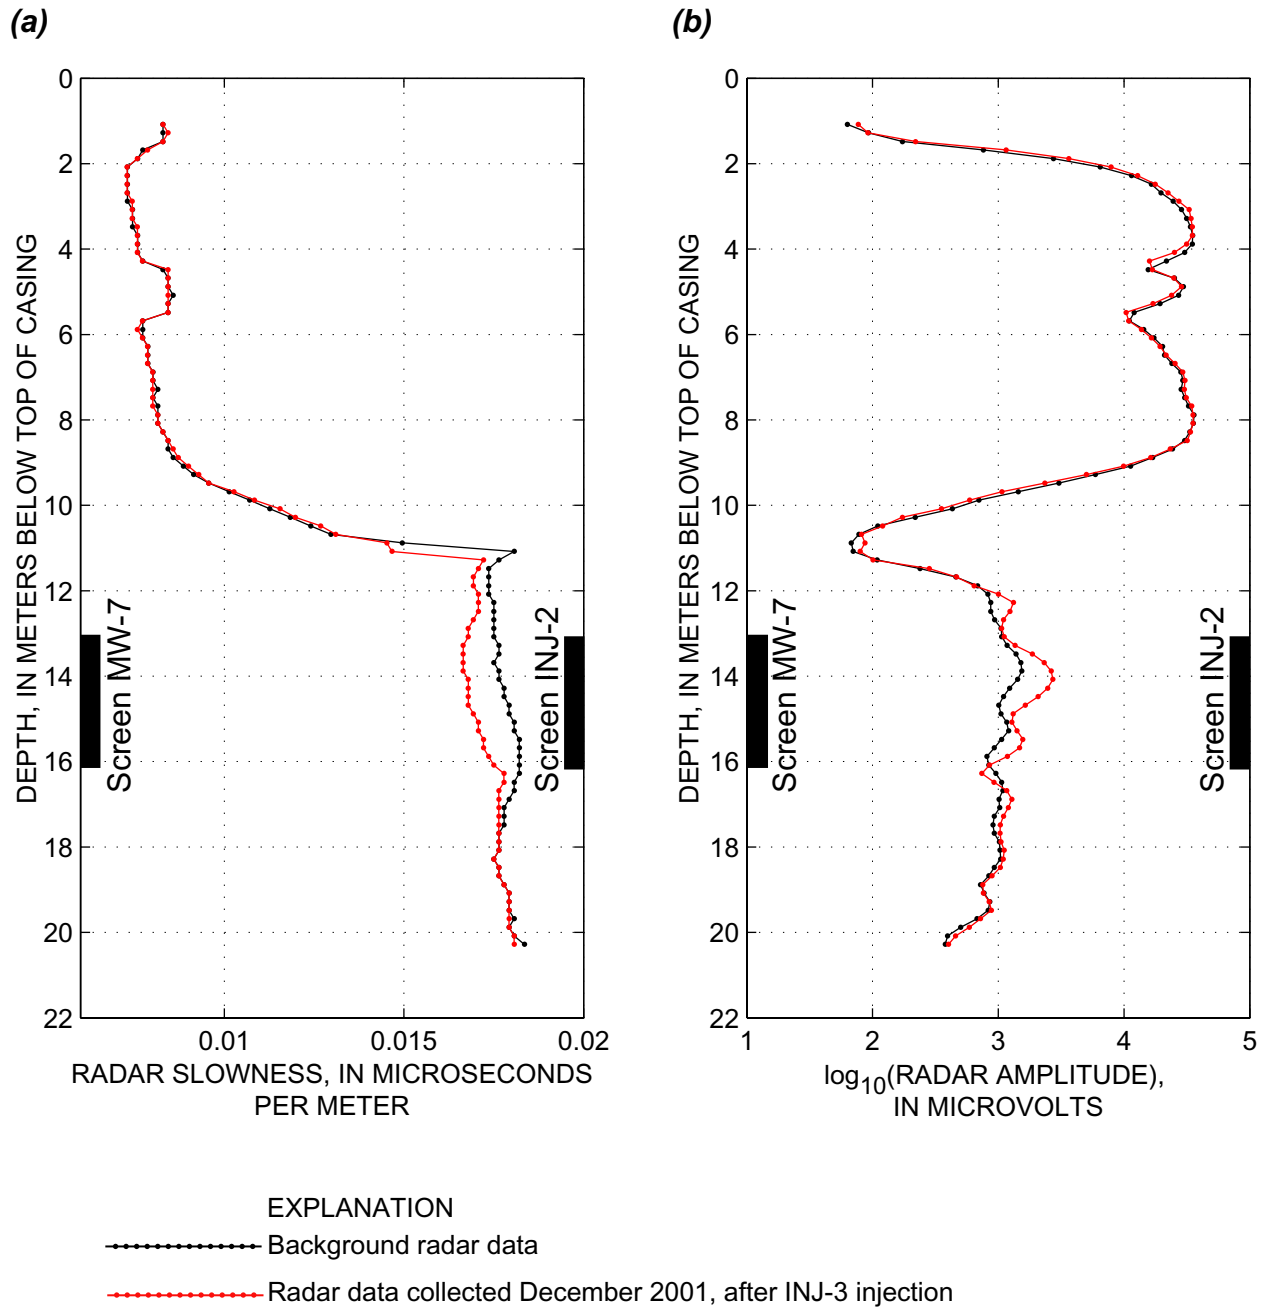 (a)
(b)
0
2
4
6
8
10
12
14
16
18
20
22
0.01
0.015
0.02
DEPTH, IN METERS BELOW TOP OF CASING
Screen MW-7
Screen INJ-2
RADAR SLOWNESS, IN MICROSECONDS
PER METER
0
2
4
6
8
10
12
14
16
18
20
22
1
2
3
4
5
DEPTH, IN METERS BELOW TOP OF CASING
Screen MW-7
Screen INJ-2
log10(RADAR AMPLITUDE),
IN MICROVOLTS
EXPLANATION
Background radar data
Radar data collected December 2001, after INJ-3 injection